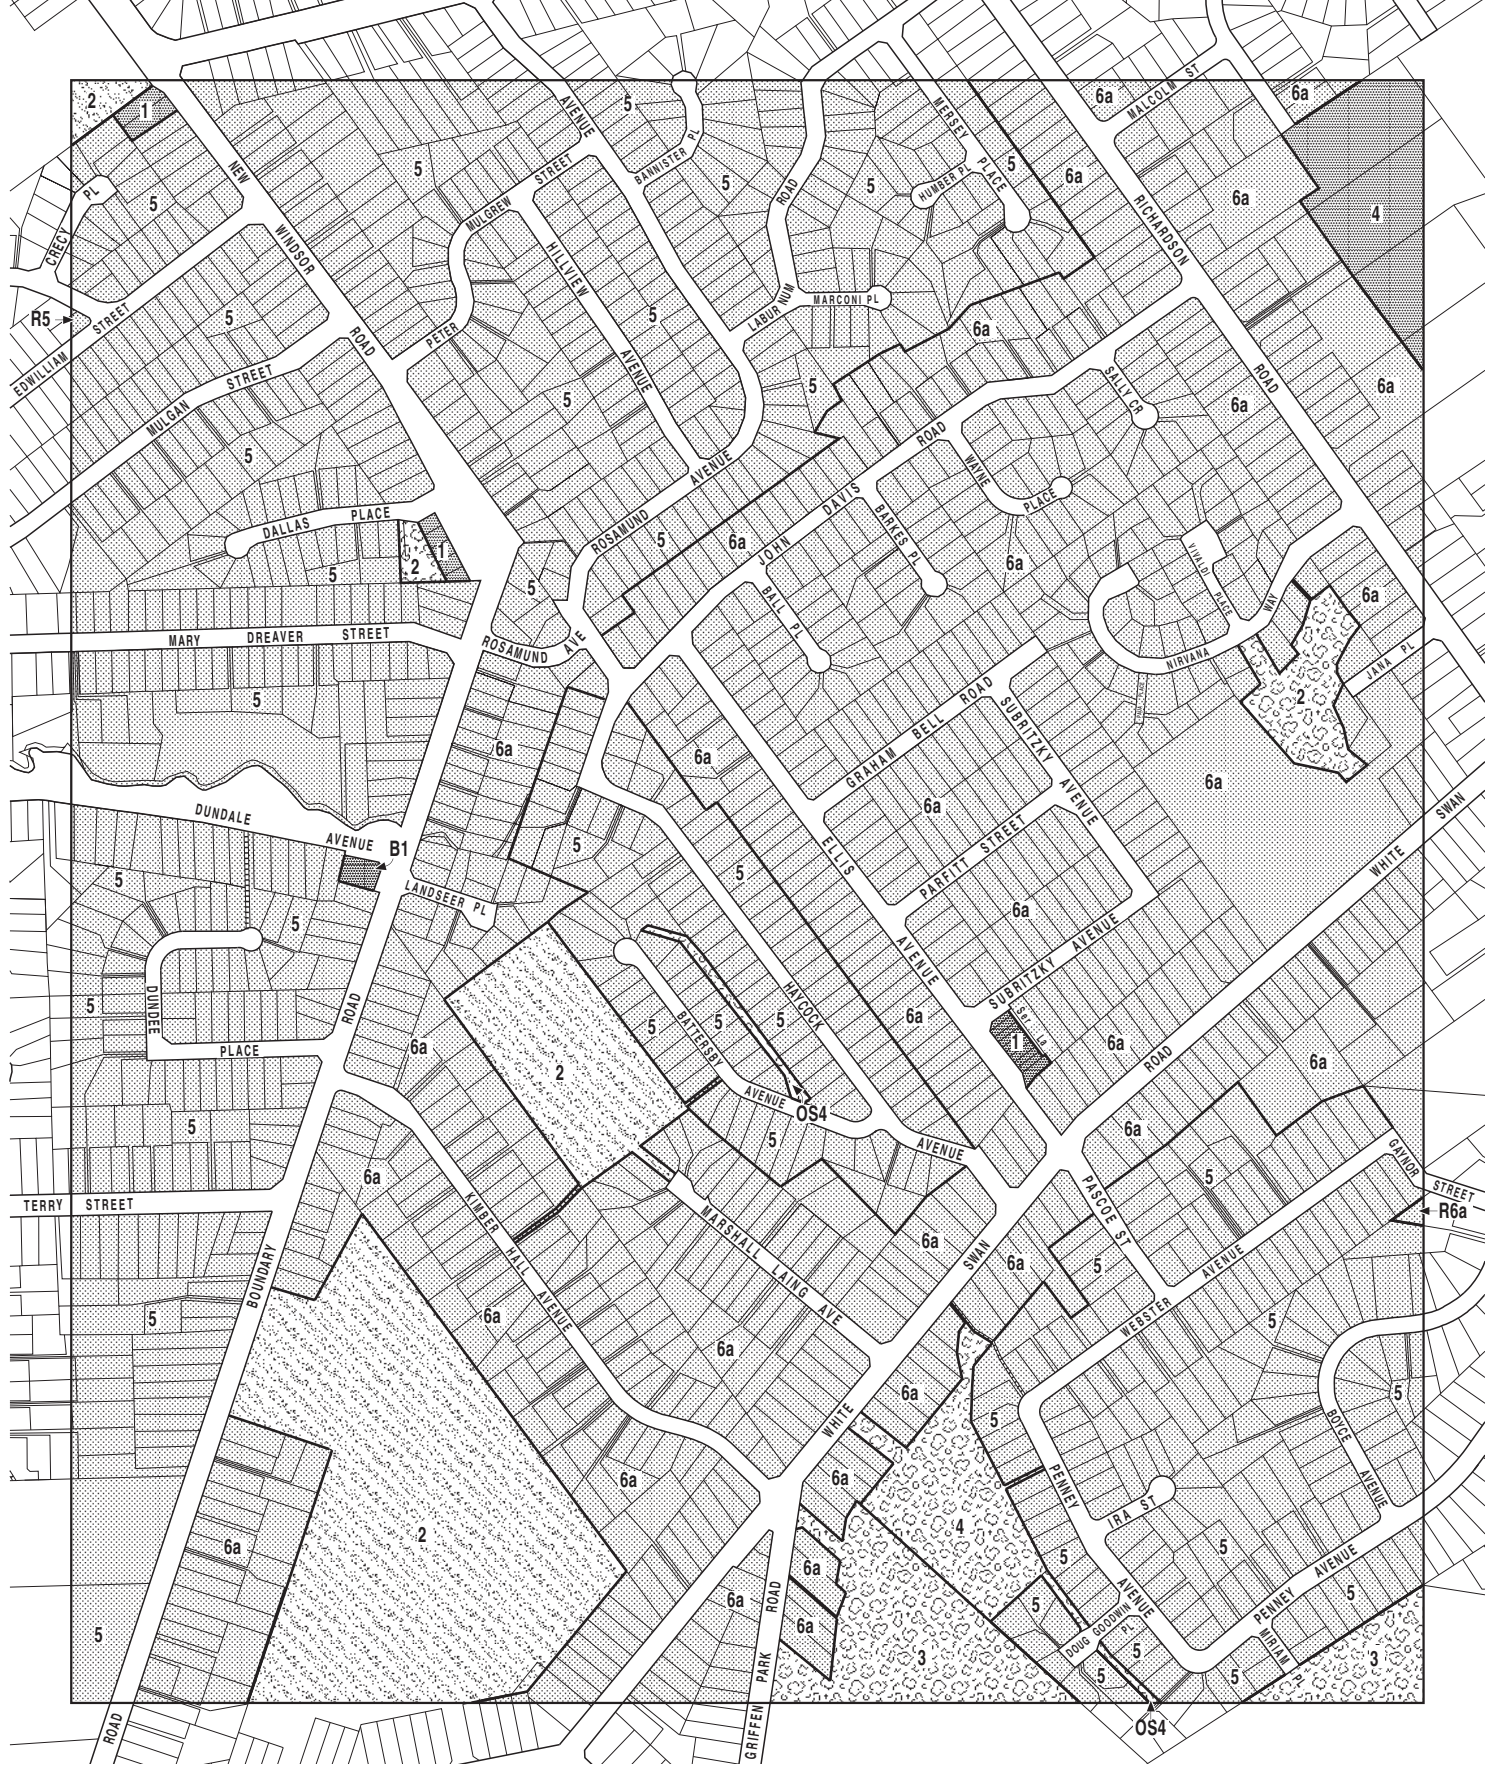 2
1
5
6a
6a
MALCOLM ST
AVENUE
BANNISTER PL
MERSEY PLACE
5
6a
NEW
5
5
ROAD
5
HUMBER PL
6a
4
CRECY PL
5
MULGREW STREET
RICHARDSON
WINDSOR
HILLVIEW
R5
STREET
5
PETER
5
LABURNUM
MARCONI PL
6a
EDWILLIAM
ROAD
AVENUE
MULGAN STREET
5
5
SALLY CR
6a
ROAD
6a
5
AVENUE
ROAD
WAYNE PLACE
DALLAS PLACE
ROSAMUND
DAVIS
JOHN
6a
BARKES PL
2
1
5
5
5
6a
VIVALDI PLACE
WAY
6a
BALL PL
MARY DREAVER STREET
ROSAMUND AVE
NIRVANA
JANA PL
5
GRAHAM BELL ROAD
SUBRITZKY AVENUE
2
6a
6a
6a
6a
DUNDALE AVENUE
B1
SWAN
WHITE
5
ELLIS
PARFITT STREET
5
LANDSEER PL
5
5
6a
AVENUE
SUBRITZKY AVENUE
5
DUNDEE
ROAD
HAYCOCK
BATTERSBY
5
5
5
6a
Ser La
1
6a
PLACE
6a
ROAD
6a
2
AVENUE
OS4
5
6a
5
AVENUE
GAYNOR STREET
R6a
5
6a
TERRY STREET
KIMBER HALL AVENUE
MARSHALL LAING AVE
6a
SWAN
6a
PASCOE ST
5
WEBSTER AVENUE
BOUNDARY
5
6a
6a
5
6a
WHITE
5
5
BOYCE AVENUE
PENNEY
6a
6a
IRA ST
2
4
6a
5
5
6a
6a
6a
ROAD
5
AVENUE
DOUG GOODWIN PL
PENNEY AVENUE
5
5
5
MIRIAM PL
5
3
3
5
ROAD
GRIFFEN PARK
OS4